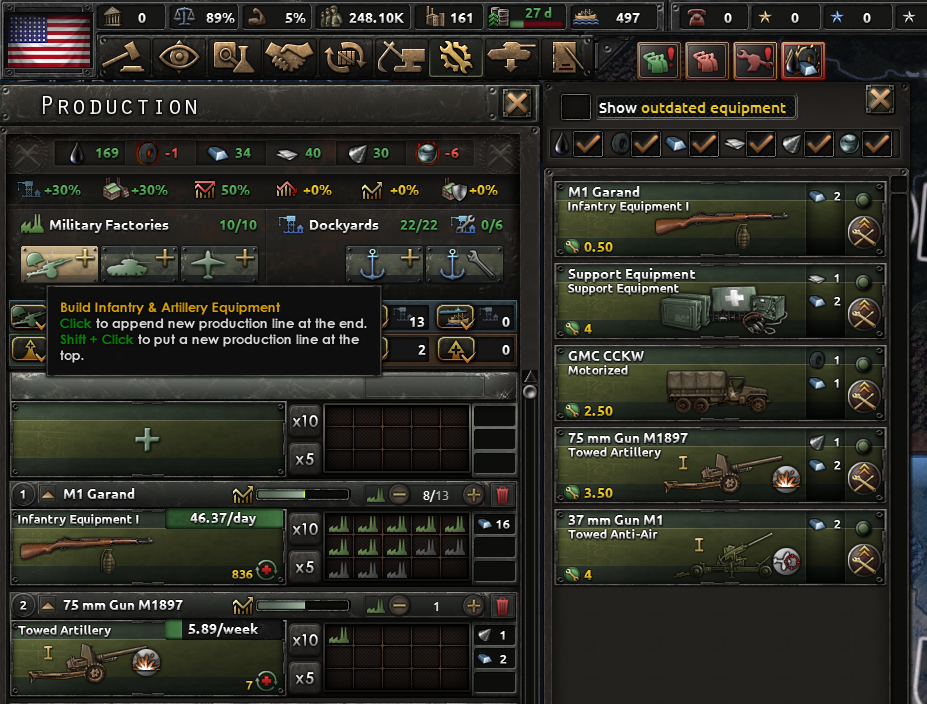 0 89% 5% 248.10K 161 27 d 497 0 0 0
PRODUCTION
Show outdated equipment
169 -1 34 40 30 -6
+30% +30% 50% +0% +0% +0%
Military Factories 10/10 Dockyards 22/22 0/6
Build Infantry & Artillery Equipment
Click to append new production line at the end.
Shift + Click to put a new production line at the
top.
13 0
2 0
x10
x5
1 M1 Garand 8/13
Infantry Equipment I 46.37/day x10 16
836 x5
2 75 mm Gun M1897 1
Towed Artillery 5.89/week x10 1
I 2
7 x5
M1 Garand 2
Infantry Equipment I
0.50
Support Equipment 1
Support Equipment 2
4
GMC CCKW 1
Motorized 1
2.50
75 mm Gun M1897 1
Towed Artillery 2
I
3.50
37 mm Gun M1 2
Towed Anti-Air
I
4